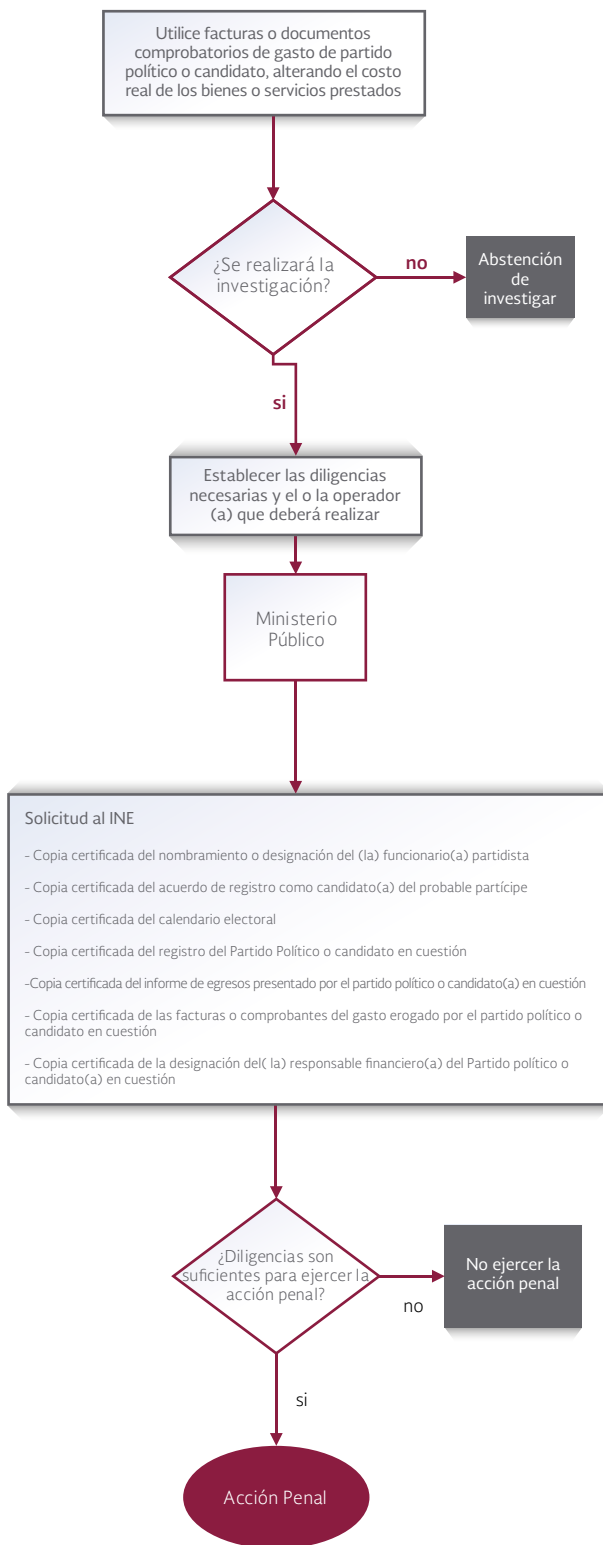 Utilice facturas o documentos
comprobatorios de gasto de partido
político o candidato, alterando el costo
real de los bienes o servicios prestados
¿Se realizará la
investigación?
no
Abstención
de
investigar
si
Establecer las diligencias
necesarias y el o la operador
(a) que deberá realizar
Ministerio
Público
Solicitud al INE
- Copia certificada del nombramiento o designación del (la) funcionario(a) partidista
- Copia certificada del acuerdo de registro como candidato(a) del probable partícipe
- Copia certificada del calendario electoral
- Copia certificada del registro del Partido Político o candidato en cuestión
-Copia certificada del informe de egresos presentado por el partido político o candidato(a) en cuestión
- Copia certificada de las facturas o comprobantes del gasto erogado por el partido político o
candidato en cuestión
- Copia certificada de la designación del( la) responsable financiero(a) del Partido político o
candidato(a) en cuestión
¿Diligencias son
suficientes para ejercer la
acción penal?
no
No ejercer la
acción penal
si
Acción Penal